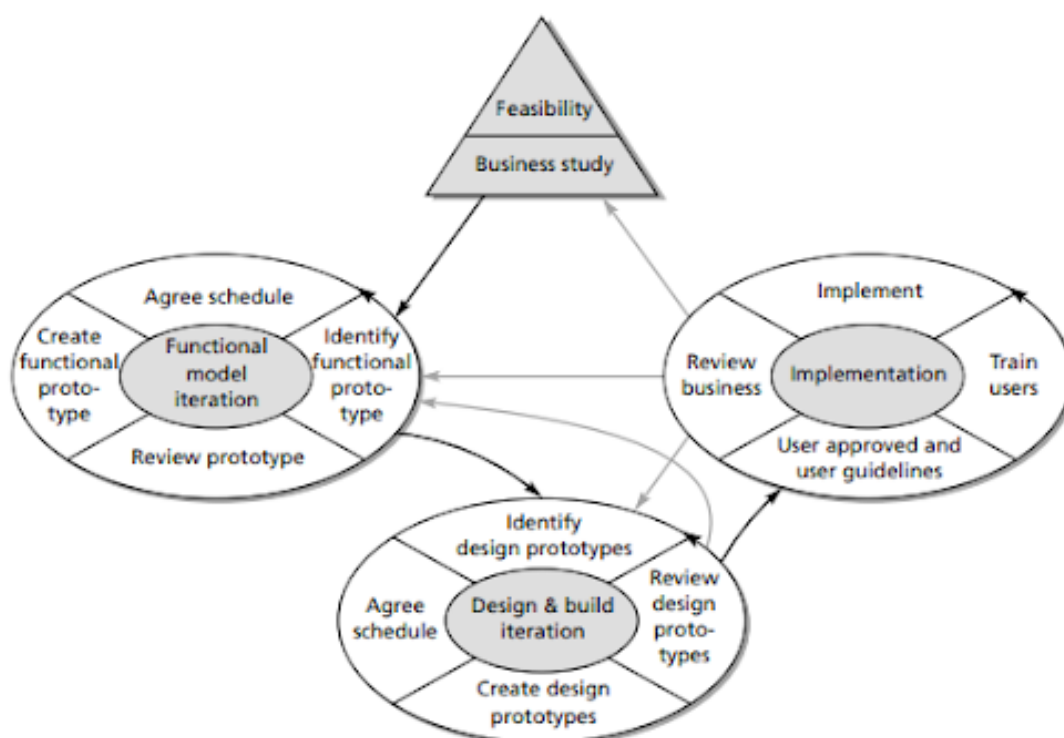 Feasibility
Business study
Agree schedule
Create
functional
proto-
type
Functional
model
iteration
Identify
functional
proto-
type
Review prototype
Implement
Review
business
Implementation
Train
users
User approved and
user guidelines
Identify
design prototypes
Agree
schedule
Design & build
iteration
Review
design
proto-
types
Create design
prototypes